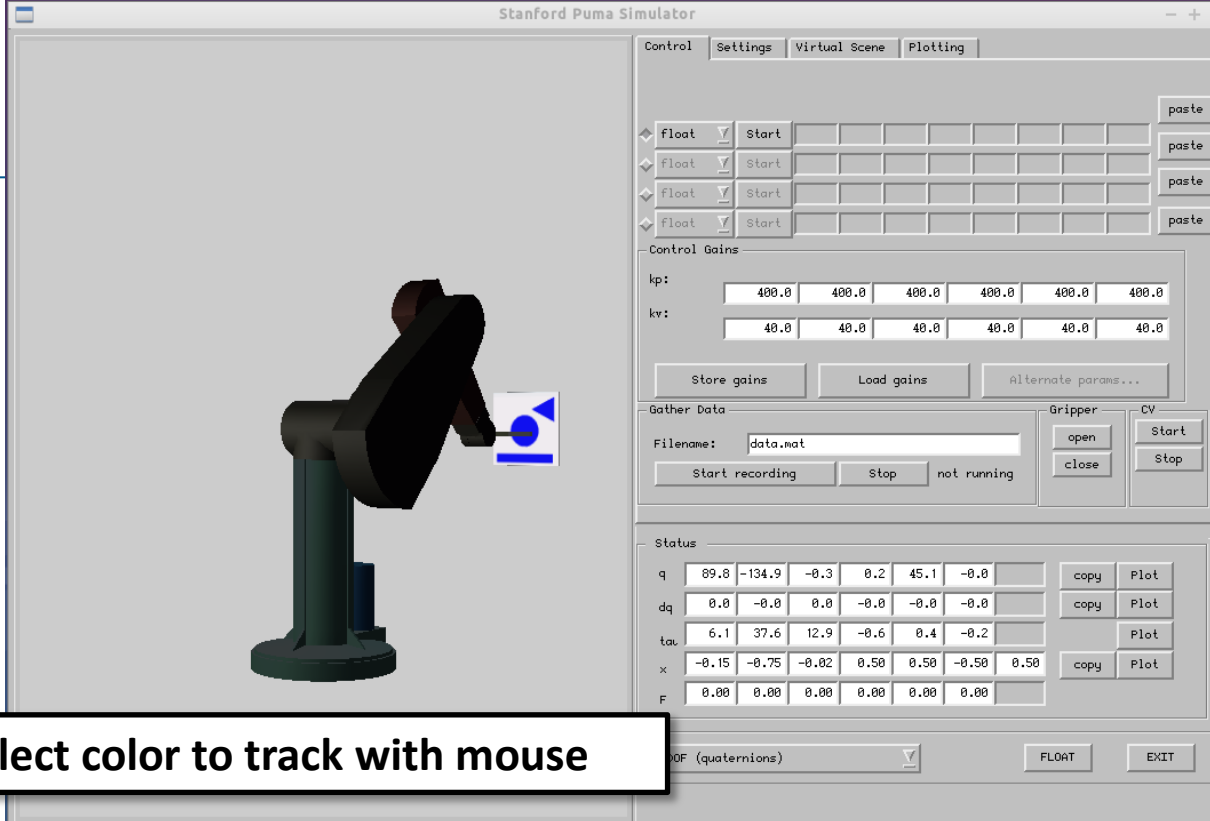 Stanford Puma Simulator
Control Settings Virtual Scene Plotting
paste
float Start
paste
float Start
paste
float Start
float Start paste
Control Gains
kp:
400.0 400.0 400.0 400.0 400.0 400.0
kv:
40.0 40.0 40.0 40.0 40.0 40.0
Store gains Load gains Alternate params...
Gather Data Gripper CV
Filename: data.mat open Start
Start recording Stop not running close Stop
Status
q 89.8 -134.9 -0.3 0.2 45.1 -0.0 copy Plot
dq 0.0 -0.0 0.0 -0.0 -0.0 -0.0 copy Plot
tau 6.1 37.6 12.9 -0.6 0.4 -0.2 Plot
x -0.15 -0.75 -0.02 0.50 0.50 -0.50 0.50 copy Plot
F 0.00 0.00 0.00 0.00 0.00 0.00
lect color to track with mouse
OF (quaternions) FLOAT EXIT